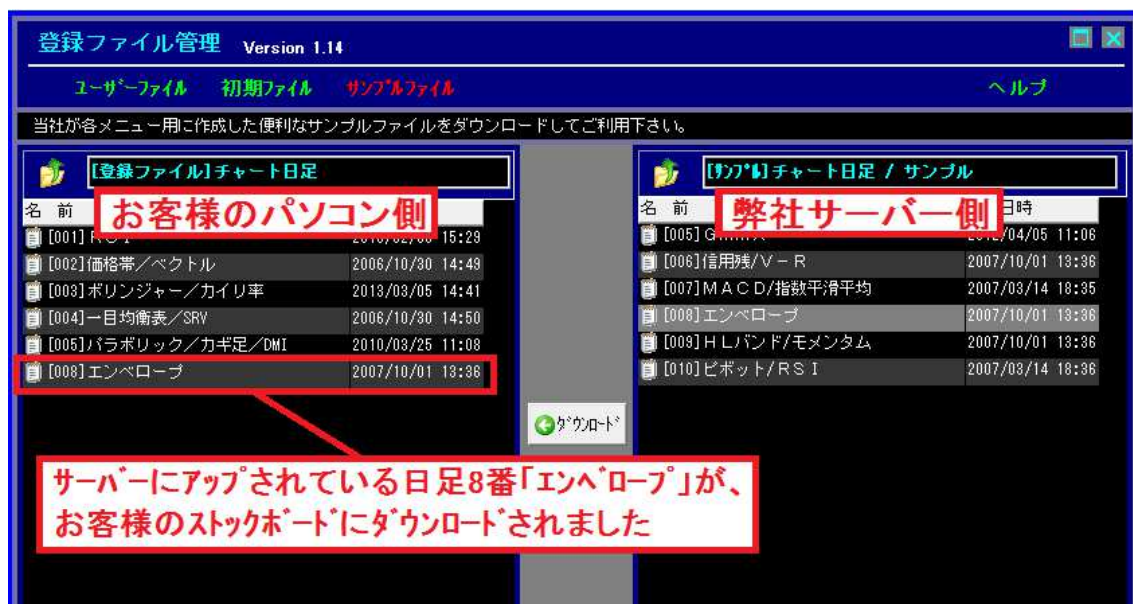 登録ファイル管理 Version 1.14
ユーザーファイル 初期ファイル サンプルファイル ヘルプ
当社が各メニュー用に作成した便利なサンプルファイルをダウンロードしてご利用下さい。
[登録ファイル]チャート日足
名 前
お客様のパソコン側
[001] 15:29
[002]価格帯/ベクトル 2006/10/30 14:49
[003]ボリンジャー/カイリ率 2013/03/05 14:41
[004]一目均衡表/SRV 2006/10/30 14:50
[005]パラボリック/カギ足/DMI 2010/03/25 11:08
[008]エンベロープ 2007/10/01 13:36
ダウンロード
[サンプル]チャート日足 / サンプル
名 前 日時
弊社サーバー側
[005] 2012/04/05 11:06
[006]信用残/V-R 2007/10/01 13:36
[007]MACD/指数平滑平均 2007/03/14 18:35
[008]エンベロープ 2007/10/01 13:36
[009]HLバンド/モメンタム 2007/10/01 13:36
[010]ピボット/RSI 2007/03/14 18:36
サーバーにアップされている日足8番「エンベロープ」が、
お客様のストックボードにダウンロードされました